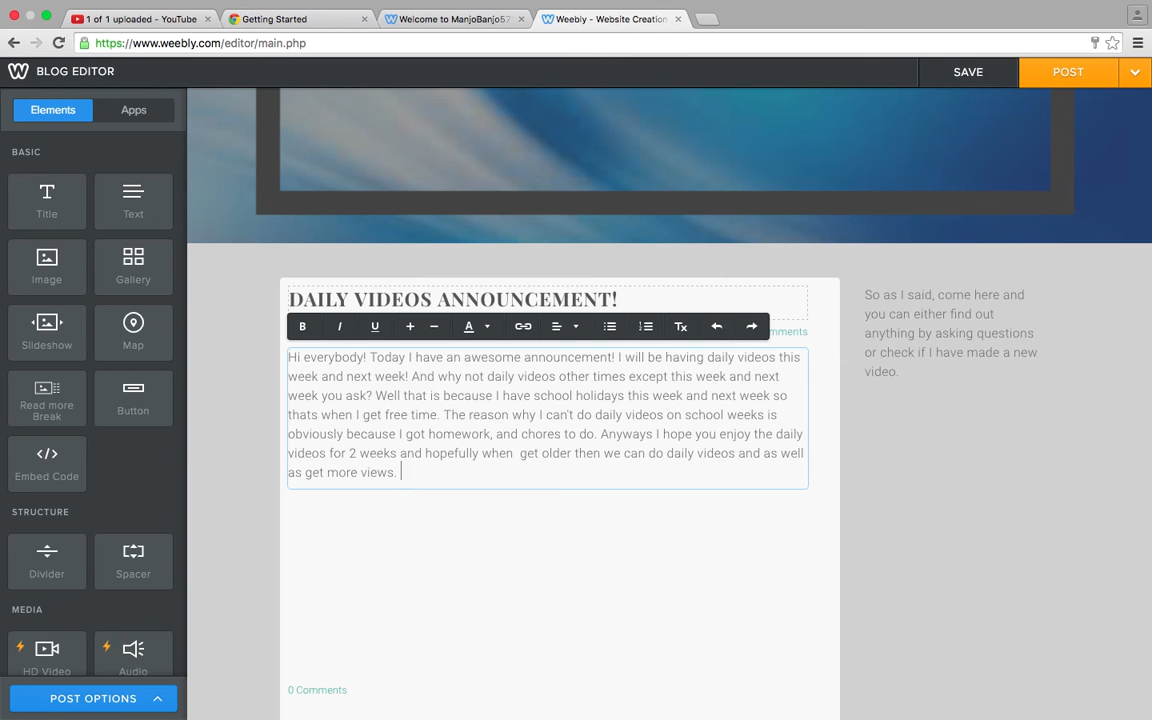 1 of 1 uploaded - YouTube
Getting Started
Welcome to ManjoBanjo57
Weebly - Website Creation
https://www.weebly.com/editor/main.php
BLOG EDITOR
SAVE
POST
Elements
Apps
BASIC
Title
Text
Image
Gallery
Slideshow
Map
Read more
Break
Button
Embed Code
STRUCTURE
Divider
Spacer
MEDIA
HD Video
Audio
POST OPTIONS
DAILY VIDEOS ANNOUNCEMENT!
B I U + − A Tx
mments
Hi everybody! Today I have an awesome announcement! I will be having daily videos this
week and next week! And why not daily videos other times except this week and next
week you ask? Well that is because I have school holidays this week and next week so
thats when I get free time. The reason why I can't do daily videos on school weeks is
obviously because I got homework, and chores to do. Anyways I hope you enjoy the daily
videos for 2 weeks and hopefully when  get older then we can do daily videos and as well
as get more views.
0 Comments
So as I said, come here and
you can either find out
anything by asking questions
or check if I have made a new
video.